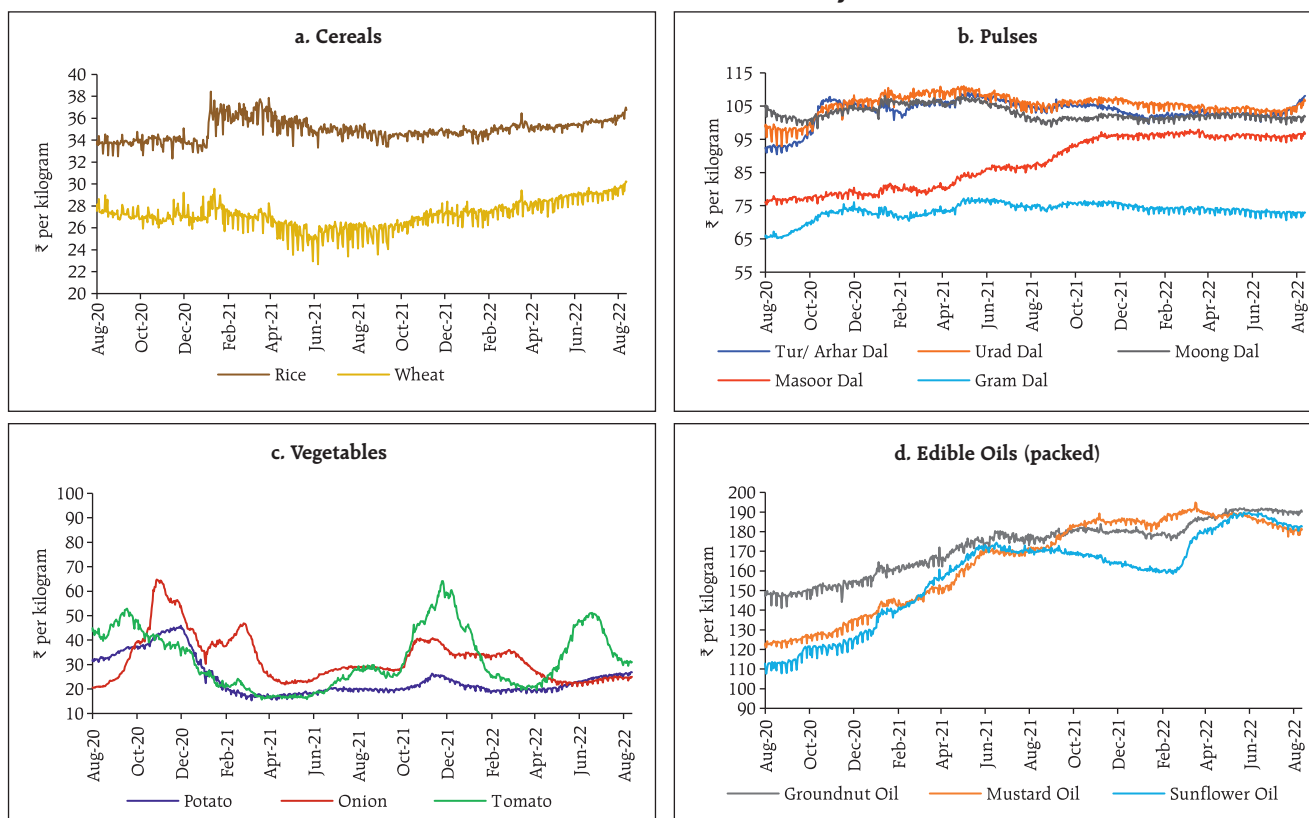 a. Cereals
₹ per kilogram
40
38
36
34
32
30
28
26
24
22
20
Aug-20
Oct-20
Dec-20
Feb-21
Apr-21
Jun-21
Aug-21
Oct-21
Dec-21
Feb-22
Apr-22
Jun-22
Aug-22
Rice Wheat
b. Pulses
₹ per kilogram
115
105
95
85
75
65
55
Aug-20
Oct-20
Dec-20
Feb-21
Apr-21
Jun-21
Aug-21
Oct-21
Dec-21
Feb-22
Apr-22
Jun-22
Aug-22
Tur/ Arhar Dal Urad Dal Moong Dal
Masoor Dal Gram Dal
c. Vegetables
₹ per kilogram
100
90
80
70
60
50
40
30
20
10
Aug-20
Oct-20
Dec-20
Feb-21
Apr-21
Jun-21
Aug-21
Oct-21
Dec-21
Feb-22
Apr-22
Jun-22
Aug-22
Potato Onion Tomato
d. Edible Oils (packed)
₹ per kilogram
200
190
180
170
160
150
140
130
120
110
100
90
Aug-20
Oct-20
Dec-20
Feb-21
Apr-21
Jun-21
Aug-21
Oct-21
Dec-21
Feb-22
Apr-22
Jun-22
Aug-22
Groundnut Oil Mustard Oil Sunflower Oil